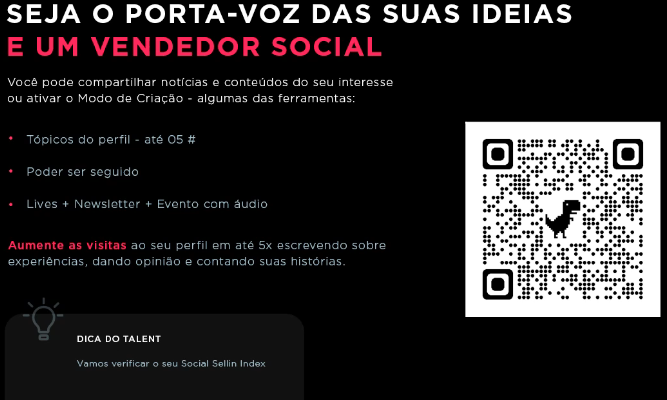 SEJA O PORTA-VOZ DAS SUAS IDEIAS
E UM VENDEDOR SOCIAL
Você pode compartilhar notícias e conteúdos do seu interesse
ou ativar o Modo de Criação - algumas das ferramentas:
• Tópicos do perfil - até 05 #
• Poder ser seguido
• Lives + Newsletter + Evento com áudio
Aumente as visitas ao seu perfil em até 5x escrevendo sobre
experiências, dando opinião e contando suas histórias.
DICA DO TALENT
Vamos verificar o seu Social Sellin Index